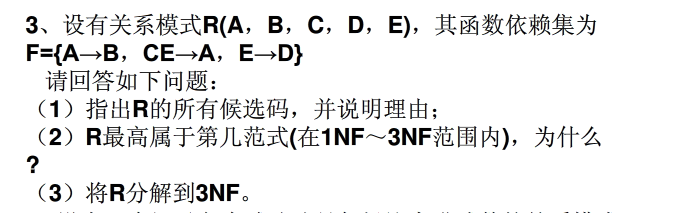 3、设有关系模式R(A，B，C，D，E)，其函数依赖集为
F={A→B，CE→A，E→D}
请回答如下问题：
（1）指出R的所有候选码，并说明理由；
（2）R最高属于第几范式(在1NF～3NF范围内)，为什么
?
（3）将R分解到3NF。